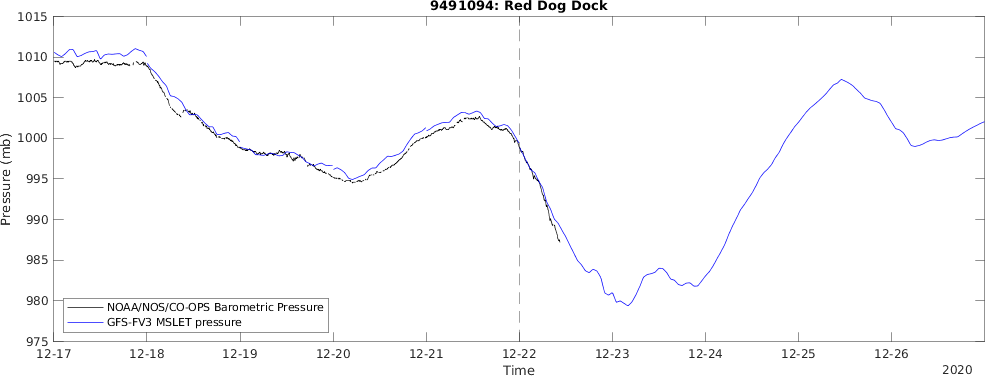 9491094: Red Dog Dock
1015
1010
1005
1000
995
990
985
980
975
Pressure (mb)
NOAA/NOS/CO-OPS Barometric Pressure
GFS-FV3 MSLET pressure
12-17 12-18 12-19 12-20 12-21 12-22 12-23 12-24 12-25 12-26
Time
2020